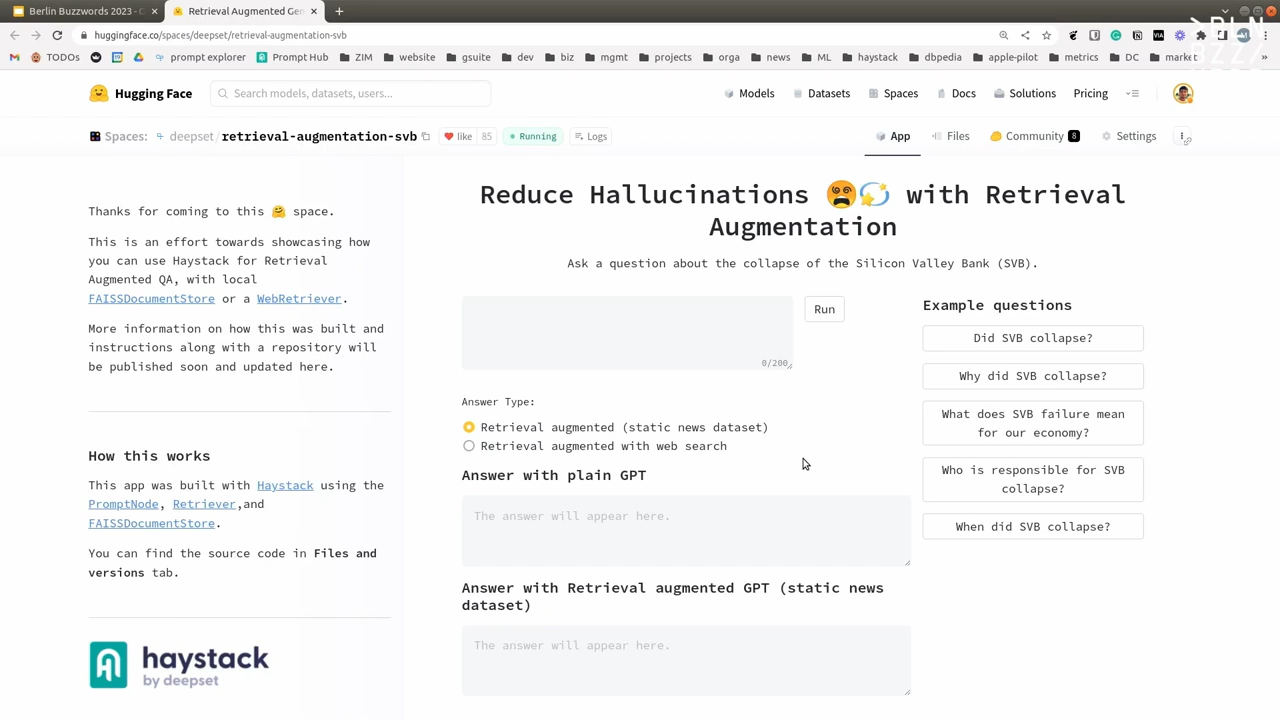 Berlin Buzzwords 2023 - C
Retrieval Augmented Gen
huggingface.co/spaces/deepset/retrieval-augmentation-svb
>BLN
BZZ/
TODOs
prompt explorer
Prompt Hub
ZIM
website
gsuite
dev
biz
mgmt
projects
orga
news
ML
haystack
dbpedia
apple-pilot
metrics
DC
market
»
Hugging Face
Search models, datasets, users...
Models
Datasets
Spaces
Docs
Solutions
Pricing
Spaces:
deepset/retrieval-augmentation-svb
like 85
Running
Logs
App
Files
Community 8
Settings
Thanks for coming to this 🤗 space.
This is an effort towards showcasing how
you can use Haystack for Retrieval
Augmented QA, with local
FAISSDocumentStore or a WebRetriever.
More information on how this was built and
instructions along with a repository will
be published soon and updated here.
How this works
This app was built with Haystack using the
PromptNode, Retriever,and
FAISSDocumentStore.
You can find the source code in Files and
versions tab.
haystack
by deepset
Reduce Hallucinations 😵💫 with Retrieval
Augmentation
Ask a question about the collapse of the Silicon Valley Bank (SVB).
0/200
Run
Answer Type:
Retrieval augmented (static news dataset)
Retrieval augmented with web search
Answer with plain GPT
The answer will appear here.
Answer with Retrieval augmented GPT (static news
dataset)
The answer will appear here.
Example questions
Did SVB collapse?
Why did SVB collapse?
What does SVB failure mean
for our economy?
Who is responsible for SVB
collapse?
When did SVB collapse?